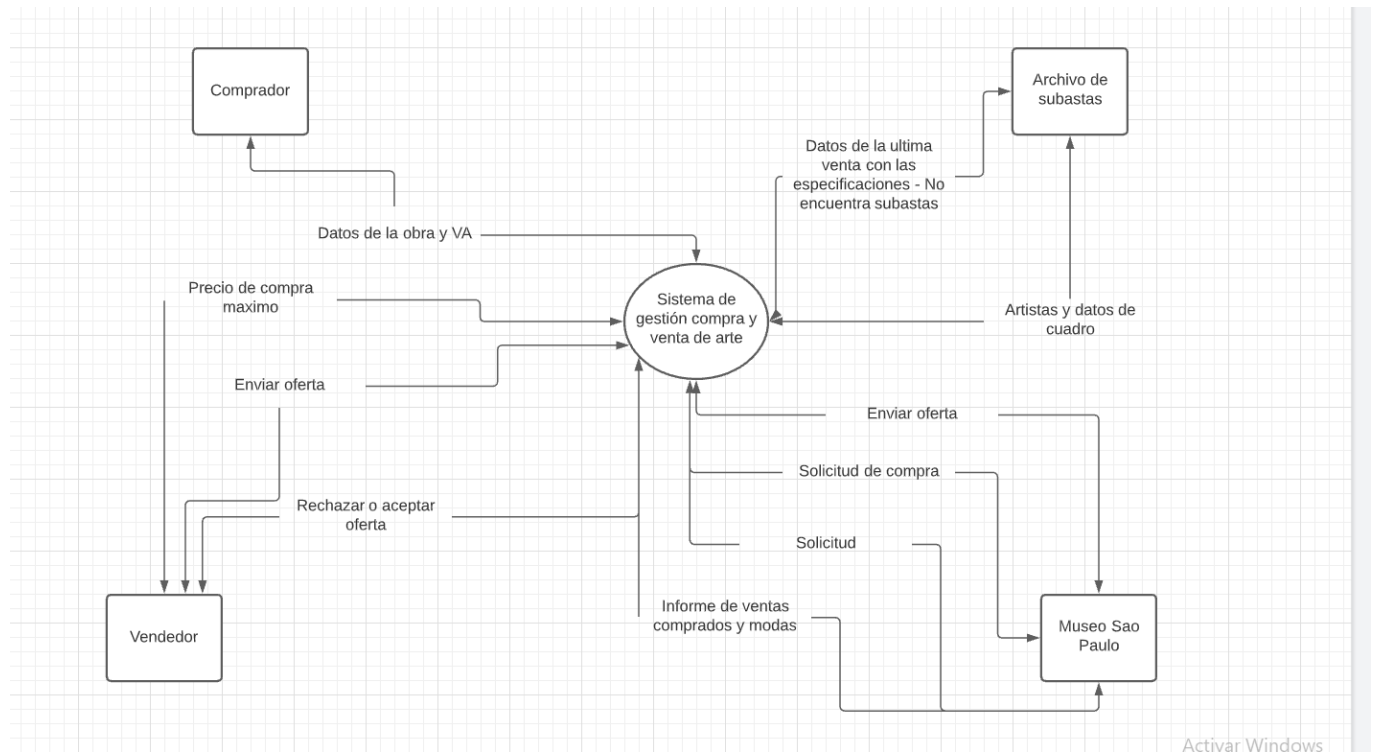 Comprador
Archivo de
subastas
Datos de la ultima
venta con las
especificaciones - No
encuentra subastas
Datos de la obra y VA
Precio de compra
maximo
Sistema de
gestión compra y
venta de arte
Artistas y datos de
cuadro
Enviar oferta
Enviar oferta
Solicitud de compra
Rechazar o aceptar
oferta
Solicitud
Informe de ventas
comprados y modas
Vendedor
Museo Sao
Paulo
Activar Windows